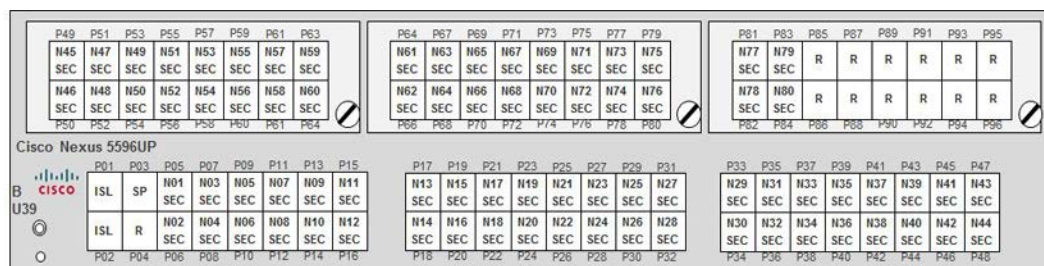 P49 P51 P53 P55 P57 P59 P61 P63 P64 P67 P69 P71 P73 P75 P77 P79 P81 P83 P85 P87 P89 P91 P93 P95
N45 N47 N49 N51 N53 N55 N57 N59 N61 N63 N65 N67 N69 N71 N73 N75 N77 N79 R R R R R R
SEC SEC SEC SEC SEC SEC SEC SEC SEC SEC SEC SEC SEC SEC SEC SEC SEC SEC
N46 N48 N50 N52 N54 N56 N58 N60 N62 N64 N66 N68 N70 N72 N74 N76 N78 N80 R R R R R R
SEC SEC SEC SEC SEC SEC SEC SEC SEC SEC SEC SEC SEC SEC SEC SEC SEC SEC
P50 P52 P54 P56 P58 P60 P61 P64 P66 P68 P70 P72 P74 P76 P78 P80 P82 P84 P86 P88 P90 P92 P94 P96
Cisco Nexus 5596UP
P01 P03 P05 P07 P09 P11 P13 P15 P17 P19 P21 P23 P25 P27 P29 P31 P33 P35 P37 P39 P41 P43 P45 P47
B CISCO ISL SP N01 N03 N05 N07 N09 N11 N13 N15 N17 N19 N21 N23 N25 N27 N29 N31 N33 N35 N37 N39 N41 N43
SEC SEC SEC SEC SEC SEC SEC SEC SEC SEC SEC SEC SEC SEC SEC SEC SEC SEC SEC SEC SEC SEC
U39 ISL R N02 N04 N06 N08 N10 N12 N14 N16 N18 N20 N22 N24 N26 N28 N30 N32 N34 N36 N38 N40 N42 N44
SEC SEC SEC SEC SEC SEC SEC SEC SEC SEC SEC SEC SEC SEC SEC SEC SEC SEC SEC SEC SEC SEC
P02 P04 P06 P08 P10 P12 P14 P16 P18 P20 P22 P24 P26 P28 P30 P32 P34 P36 P38 P40 P42 P44 P46 P48